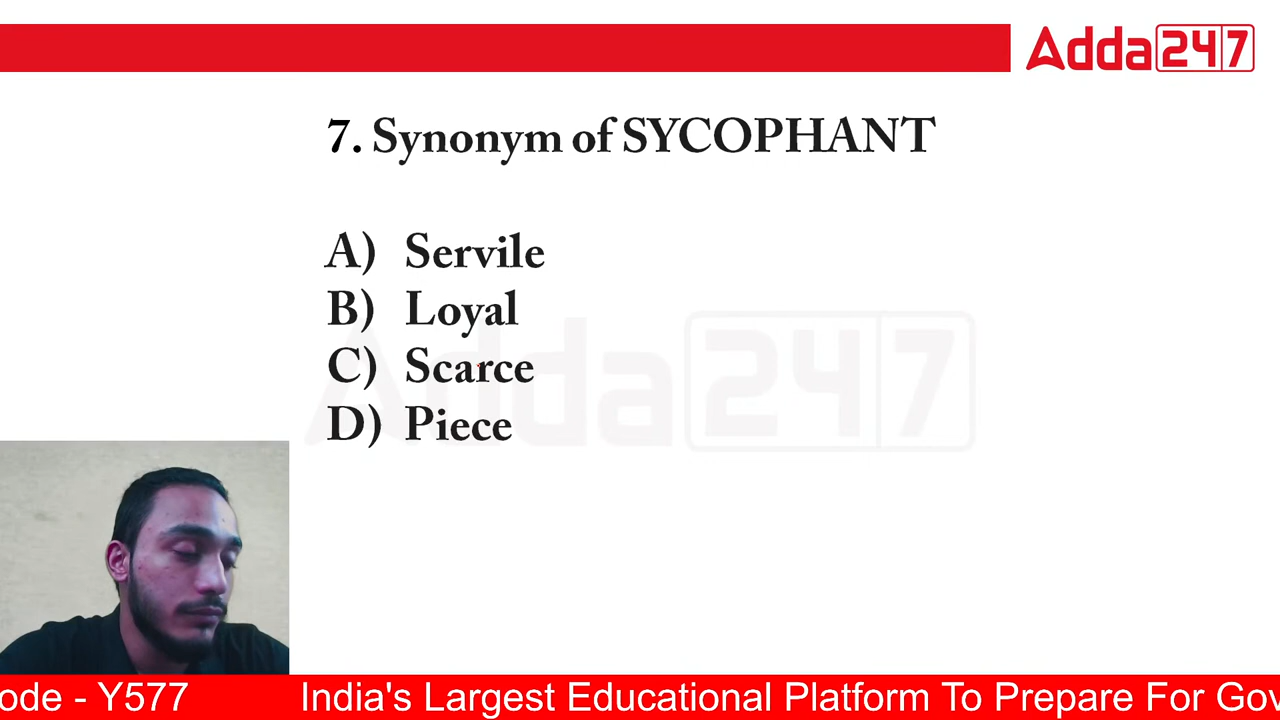 Adda247
7. Synonym of SYCOPHANT
A) Servile
B) Loyal
C) Scarce
D) Piece
Adda247
ode - Y577 India's Largest Educational Platform To Prepare For Gov